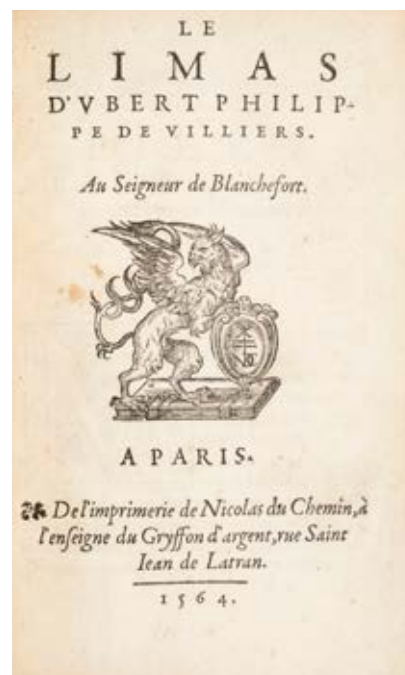 LE
LIMAS
D'VBERT PHILIP-
PE DE VILLIERS.
Au Seigneur de Blanchefort.
A PARIS.
De l'imprimerie de Nicolas du Chemin, à
l'enſeigne du Gryffon d'argent, rue Saint
Iean de Latran.
1564.